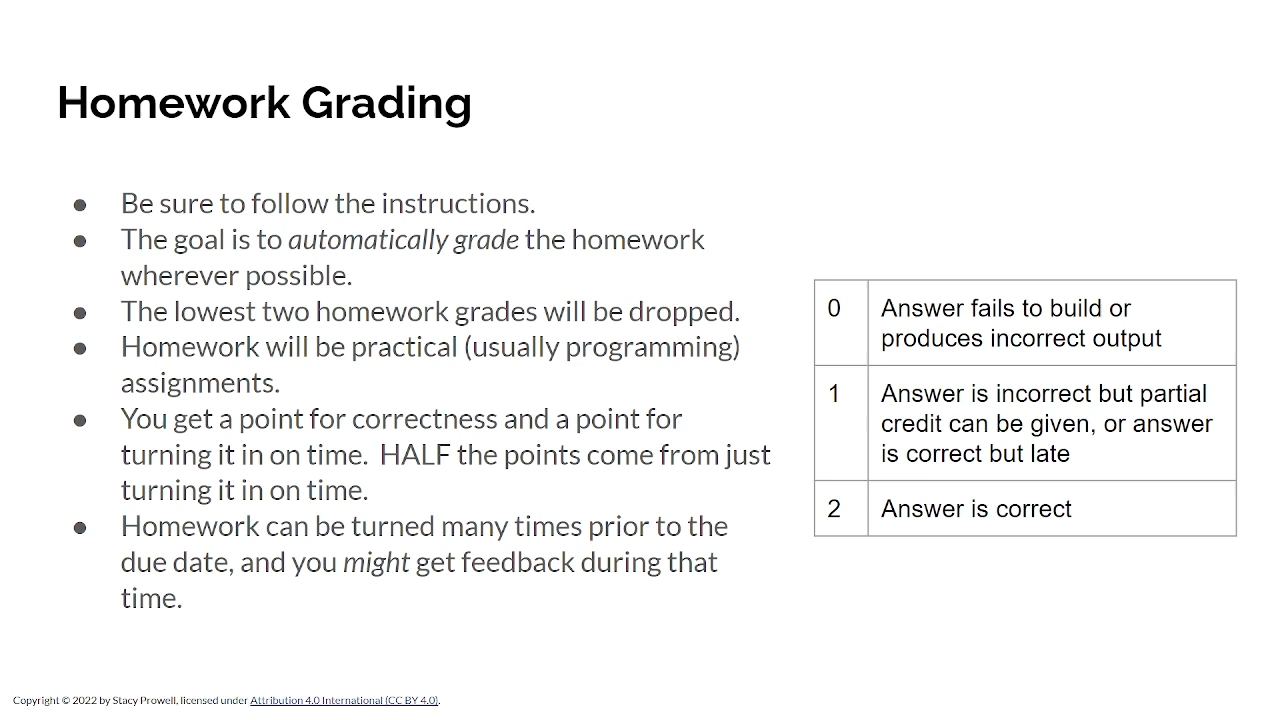 Homework Grading
● Be sure to follow the instructions.
● The goal is to automatically grade the homework
wherever possible.
● The lowest two homework grades will be dropped.
● Homework will be practical (usually programming)
assignments.
● You get a point for correctness and a point for
turning it in on time.  HALF the points come from just
turning it in on time.
● Homework can be turned many times prior to the
due date, and you might get feedback during that
time.
0 Answer fails to build or
produces incorrect output
1 Answer is incorrect but partial
credit can be given, or answer
is correct but late
2 Answer is correct
Copyright © 2022 by Stacy Prowell, licensed under Attribution 4.0 International (CC BY 4.0).